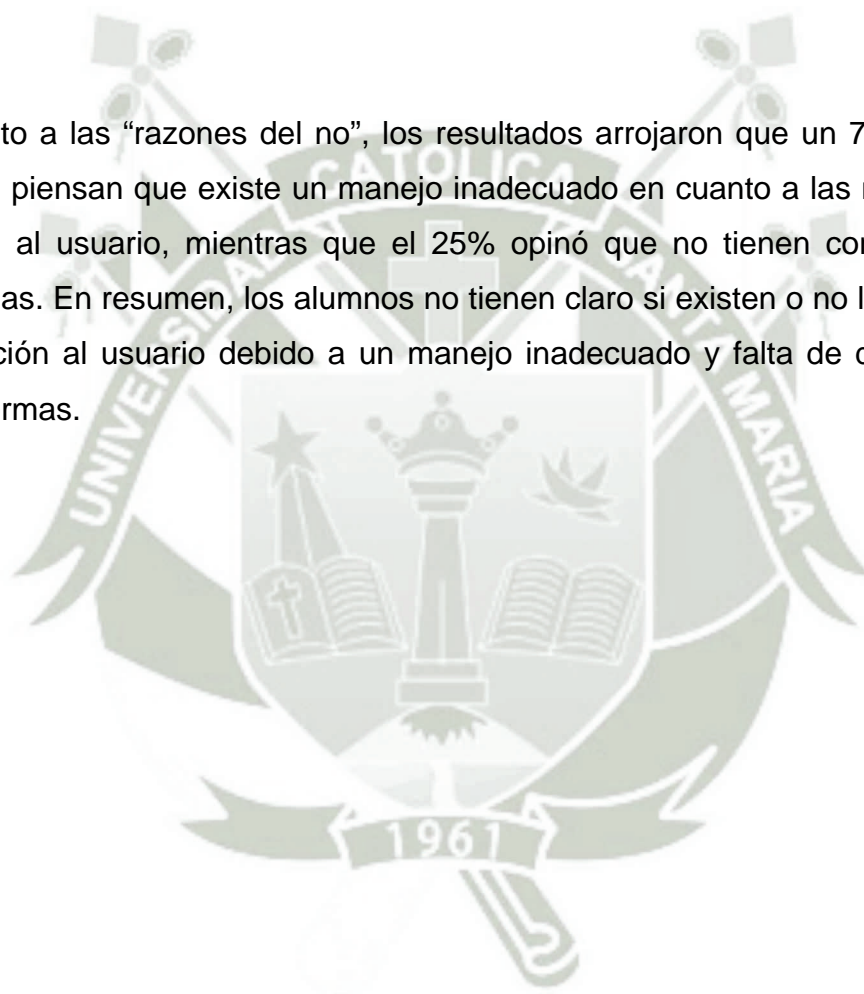 to a las “razones del no”, los resultados arrojaron que un 7
piensan que existe un manejo inadecuado en cuanto a las
al usuario, mientras que el 25% opinó que no tienen
as. En resumen, los alumnos no tienen claro si existen o no
ción al usuario debido a un manejo inadecuado y falta de
rmas.
UNIVERSIDAD CATOLICA SANTA MARIA
1961